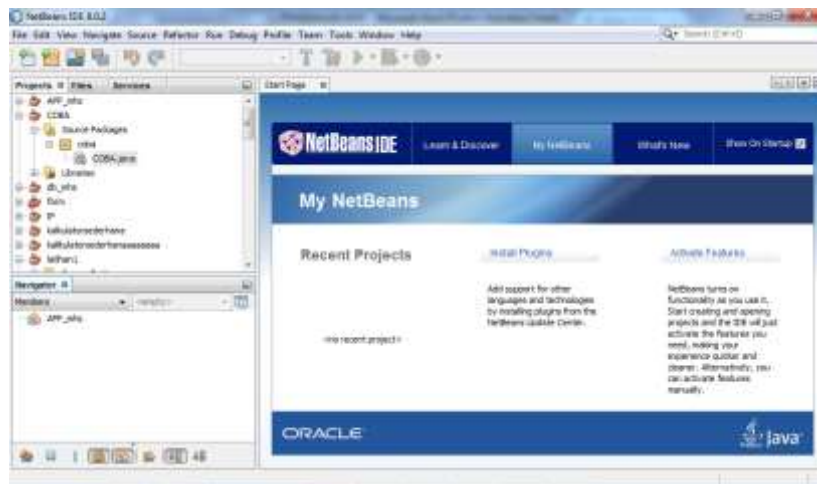 NetBeans IDE 8.0.2
File Edit View Navigate Source Refactor Run Debug Profile Team Tools Window Help
Projects Files Services
APP_mhs
COBA
Source Packages
coba
COBA.java
Libraries
db_mhs
form
IP
kalkulatorsederhana
latihan1
Navigator
Members
APP_mhs
Start Page
NetBeans IDE
Learn & Discover
My NetBeans
What's New
Show On Startup
My NetBeans
Recent Projects
<no recent project>
Install Plugins
Add support for other
languages and technologies
by installing plugins from the
NetBeans Update Center.
Activate Features
NetBeans turns on
functionality as you use it.
Start creating and opening
projects and the IDE will just
activate the features you
need, making your
experience quicker and
cleaner. Alternatively, you
can activate features
manually.
ORACLE
Java